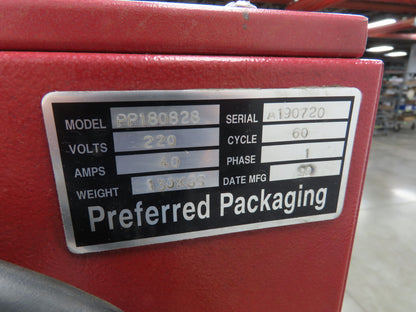 MODEL PP180828 SERIAL A190720
VOLTS 220 CYCLE 60
AMPS 40 PHASE 1
WEIGHT DATE MFG
Preferred Packaging